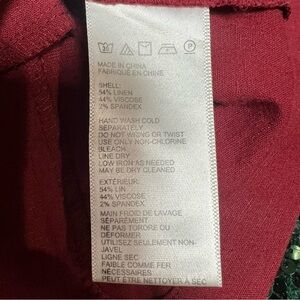 MADE IN CHINA
FABRIQUÉ EN CHINE
SHELL:
54% LINEN
44% VISCOSE
2% SPANDEX
HAND WASH COLD
SEPARATELY
DO NOT WRING OR TWIST
USE ONLY NON-CHLORINE
BLEACH
LINE DRY
LOW IRON AS NEEDED
MAY BE DRY CLEANED
EXTÉRIEUR:
54% LIN
44% VISCOSE
2% SPANDEX
MAIN FROID DE LAVAGE
SÉPARÉMENT
NE PAS TORDRE OU
DÉFORMER
UTILISEZ SEULEMENT NON-
JAVEL
LIGNE SEC
FAIBLE COMME FER
NÉCESSAIRES
PEUT ÊTRE NETTOYER A SEC